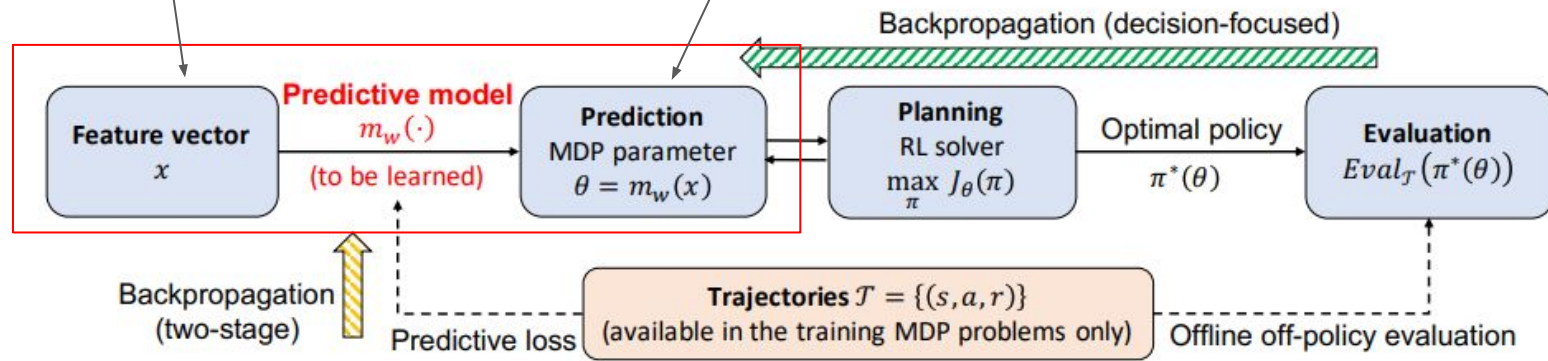 Backpropagation (decision-focused)
Feature vector
x
Predictive model
m_w(·)
(to be learned)
Prediction
MDP parameter
θ = m_w(x)
Planning
RL solver
max J_θ(π)
π
Optimal policy
π*(θ)
Evaluation
Eval_𝒯(π*(θ))
Backpropagation
(two-stage)
Predictive loss
Trajectories 𝒯 = {(s, a, r)}
(available in the training MDP problems only)
Offline off-policy evaluation